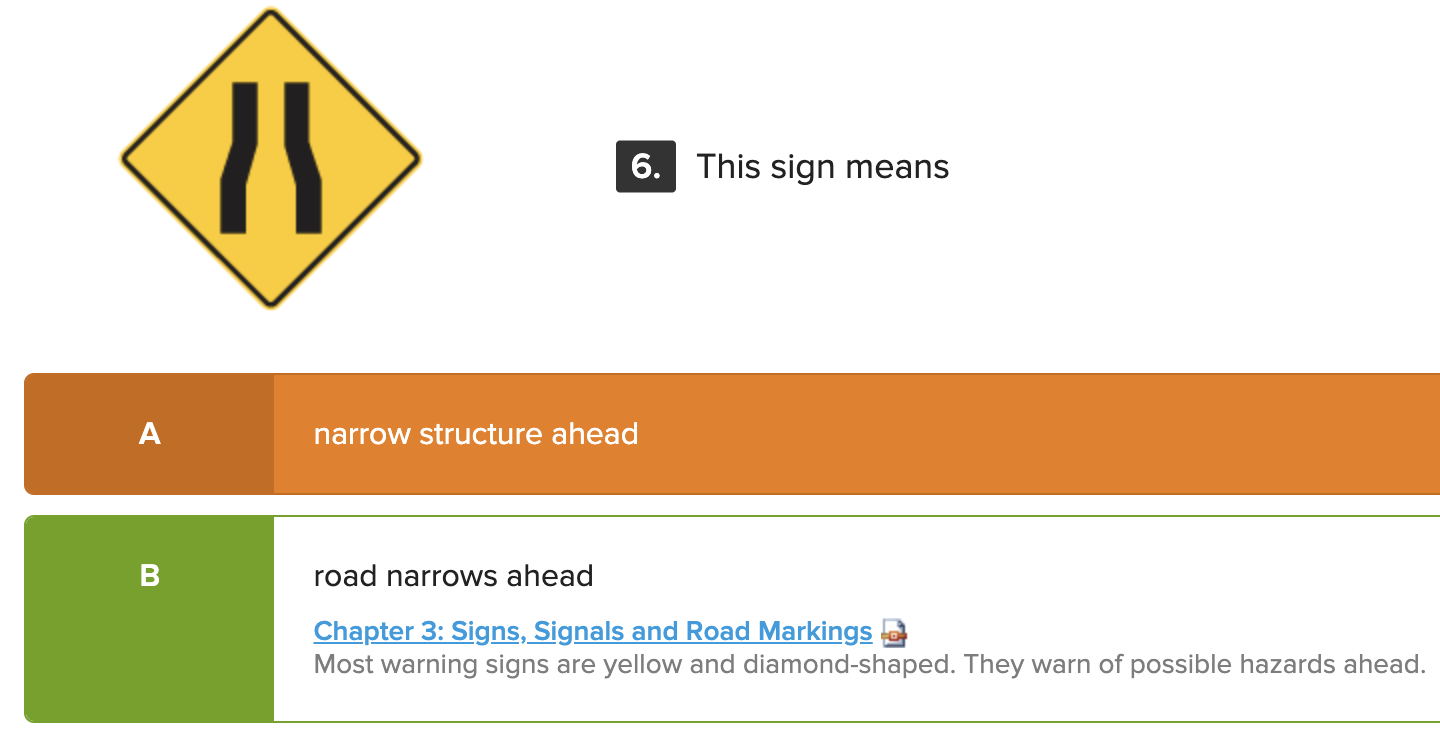 6. This sign means
A narrow structure ahead
B road narrows ahead
Chapter 3: Signs, Signals and Road Markings
Most warning signs are yellow and diamond-shaped. They warn of possible hazards ahead.